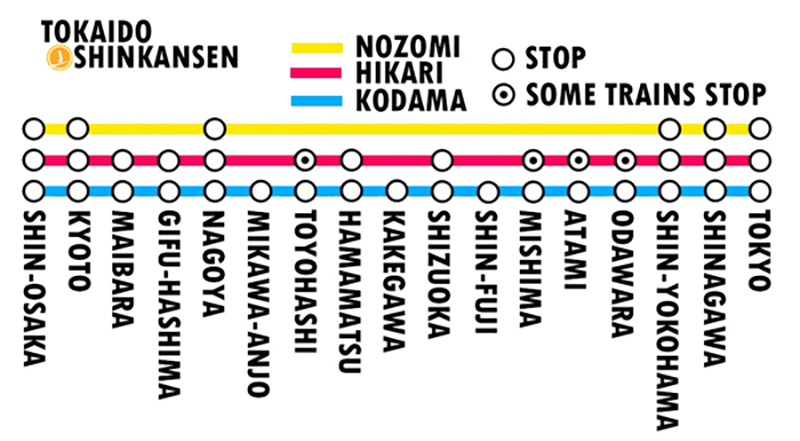 TOKAIDO
SHINKANSEN
NOZOMI
HIKARI
KODAMA
STOP
SOME TRAINS STOP
SHIN-OSAKA
KYOTO
MAIBARA
GIFU-HASHIMA
NAGOYA
MIKAWA-ANJO
TOYOHASHI
HAMAMATSU
KAKEGAWA
SHIZUOKA
SHIN-FUJI
MISHIMA
ATAMI
ODAWARA
SHIN-YOKOHAMA
SHINAGAWA
TOKYO